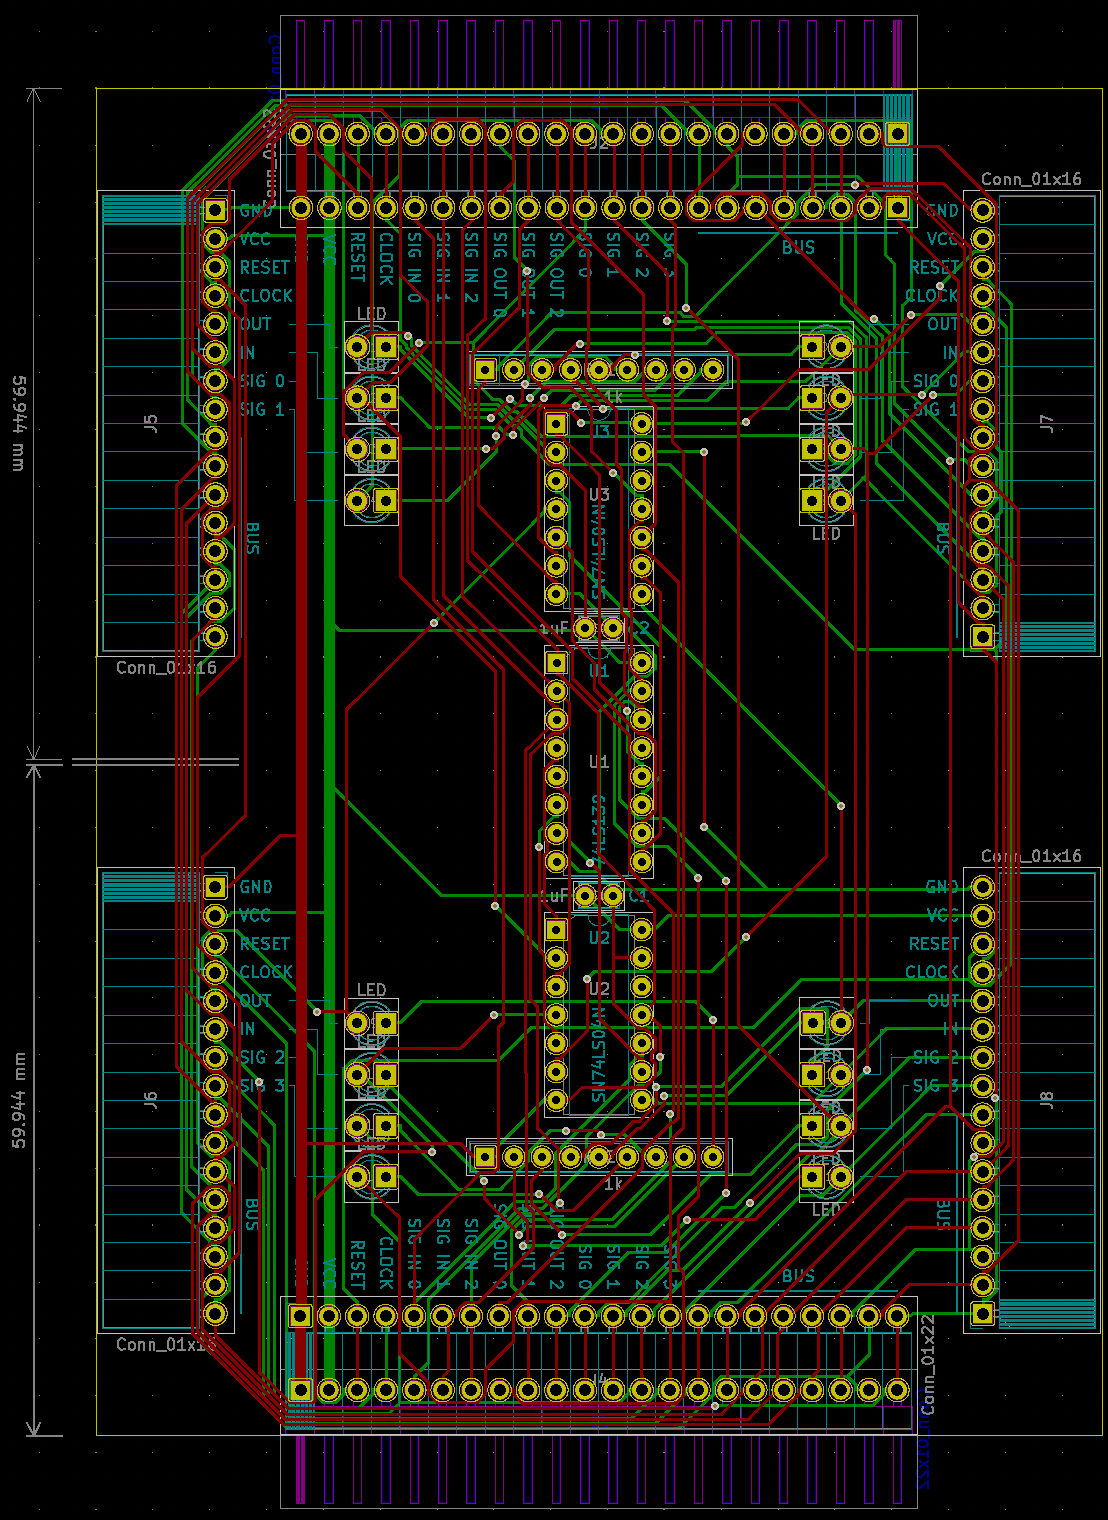 Conn_01x16
J2
GND
VCC
RESET
CLOCK
OUT
IN
SIG 0
SIG 1
BUS
J5
Conn_01x16
VCC
RESET
CLOCK
SIG IN 0
SIG IN 1
SIG IN 2
SIG OUT 0
SIG OUT 1
SIG OUT 2
SIG 0
SIG 1
SIG 2
SIG 3
BUS
GND
VCC
RESET
CLOCK
OUT
IN
SIG 0
SIG 1
BUS
J7
LED
LED
LED
LED
LED
LED
LED
LED
1k
U3
U3
59.944 mm
1uF
C2
U1
U1
1uF
C1
U2
U2
SN74LS04N
Conn_01x16
GND
VCC
RESET
CLOCK
OUT
IN
SIG 2
SIG 3
BUS
J6
Conn_01x16
GND
VCC
RESET
CLOCK
OUT
IN
SIG 2
SIG 3
BUS
J8
LED
LED
LED
LED
LED
LED
LED
LED
59.944 mm
1k
VCC
RESET
CLOCK
SIG IN 0
SIG IN 1
SIG IN 2
SIG OUT 0
SIG OUT 1
SIG OUT 2
SIG 0
SIG 1
SIG 2
SIG 3
BUS
J4
Conn_01x22
Conn_01x22